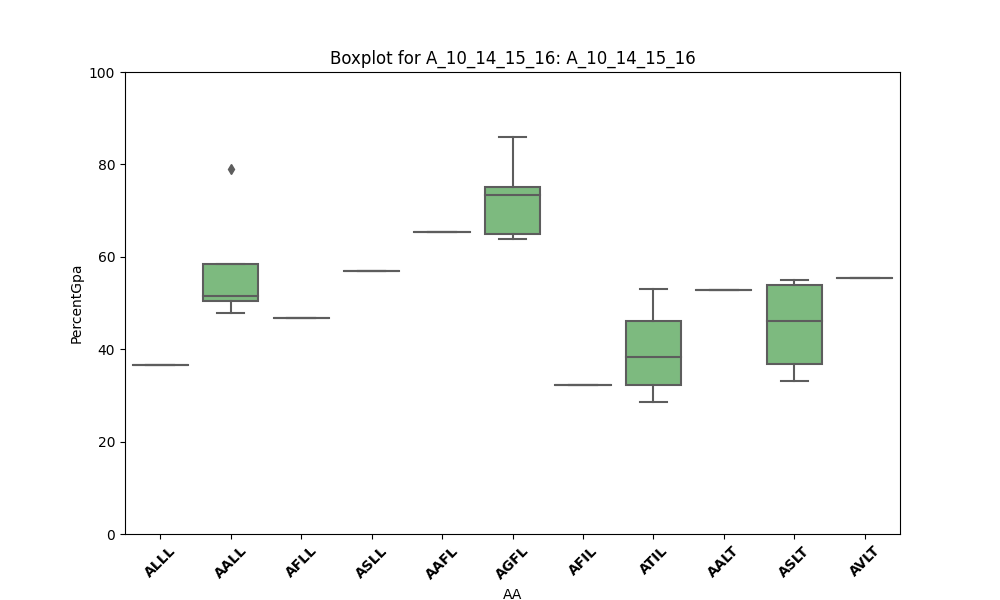 Boxplot for A_10_14_15_16: A_10_14_15_16
100
80
60
40
20
0
PercentGpa
ALLL AALL AFLL ASLL AAFL AGFL AFIL ATIL AALT ASLT AVLT
AA